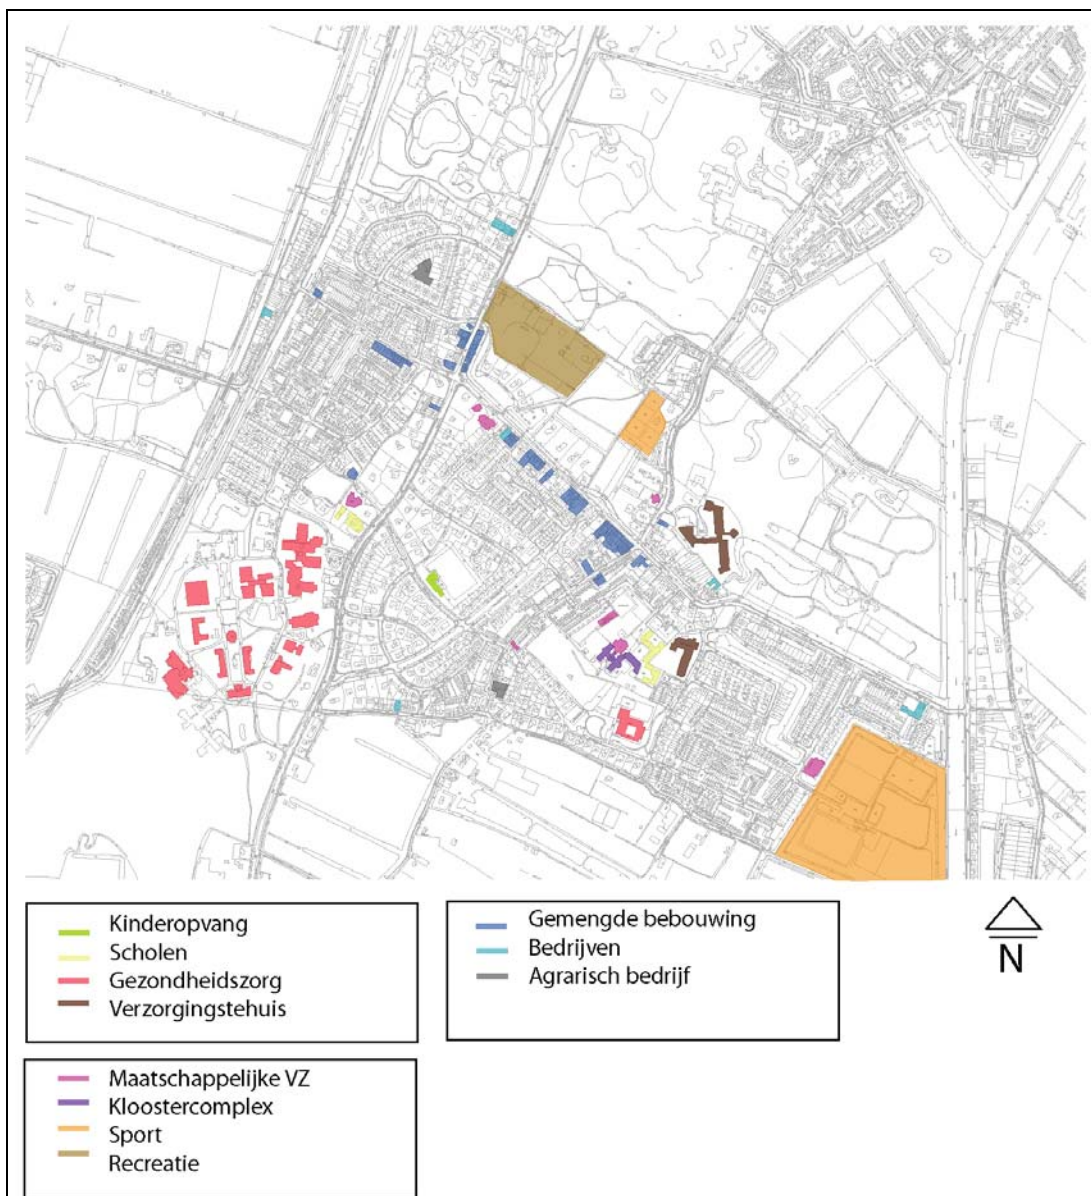 Kinderopvang
Scholen
Gezondheidszorg
Verzorgingstehuis
Gemengde bebouwing
Bedrijven
Agrarisch bedrijf
N
Maatschappelijke VZ
Kloostercomplex
Sport
Recreatie